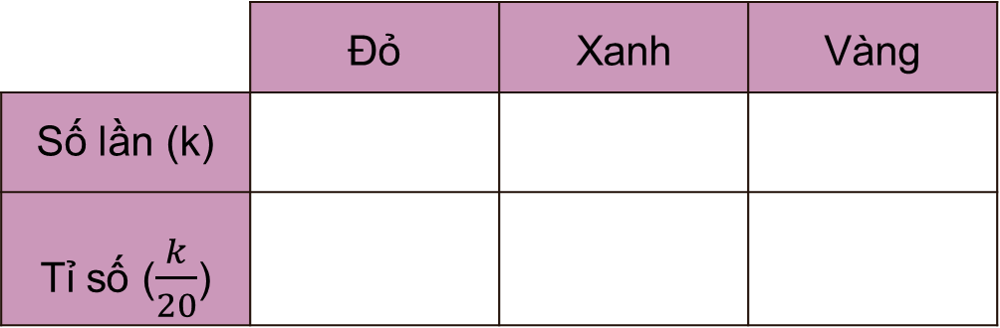 Đỏ Xanh Vàng
Số lần (k)
Tỉ số (k/20)